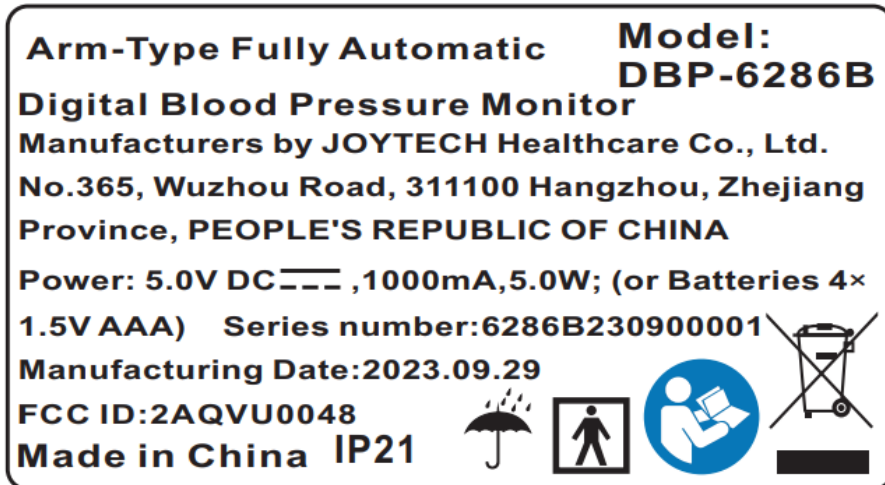 Arm-Type Fully Automatic
Model:
DBP-6286B
Digital Blood Pressure Monitor
Manufacturers by JOYTECH Healthcare Co., Ltd.
No.365, Wuzhou Road, 311100 Hangzhou, Zhejiang
Province, PEOPLE'S REPUBLIC OF CHINA
Power: 5.0V DC⎓,1000mA,5.0W; (or Batteries 4×
1.5V AAA) Series number:6286B230900001
Manufacturing Date:2023.09.29
FCC ID:2AQVU0048
Made in China IP21